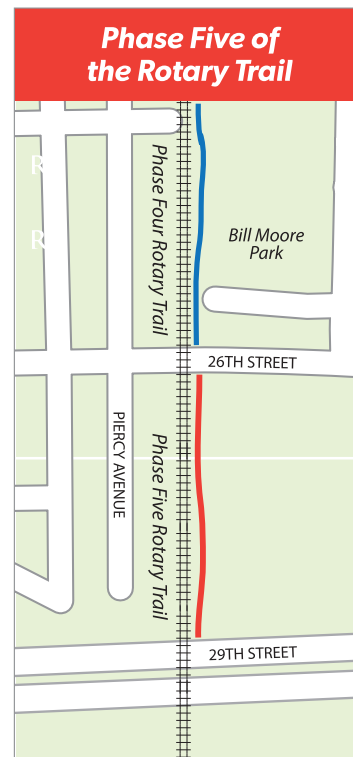 Phase Five of
the Rotary Trail
R
R
Phase Four Rotary Trail
Bill Moore
Park
26TH STREET
PIERCY AVENUE
Phase Five Rotary Trail
29TH STREET